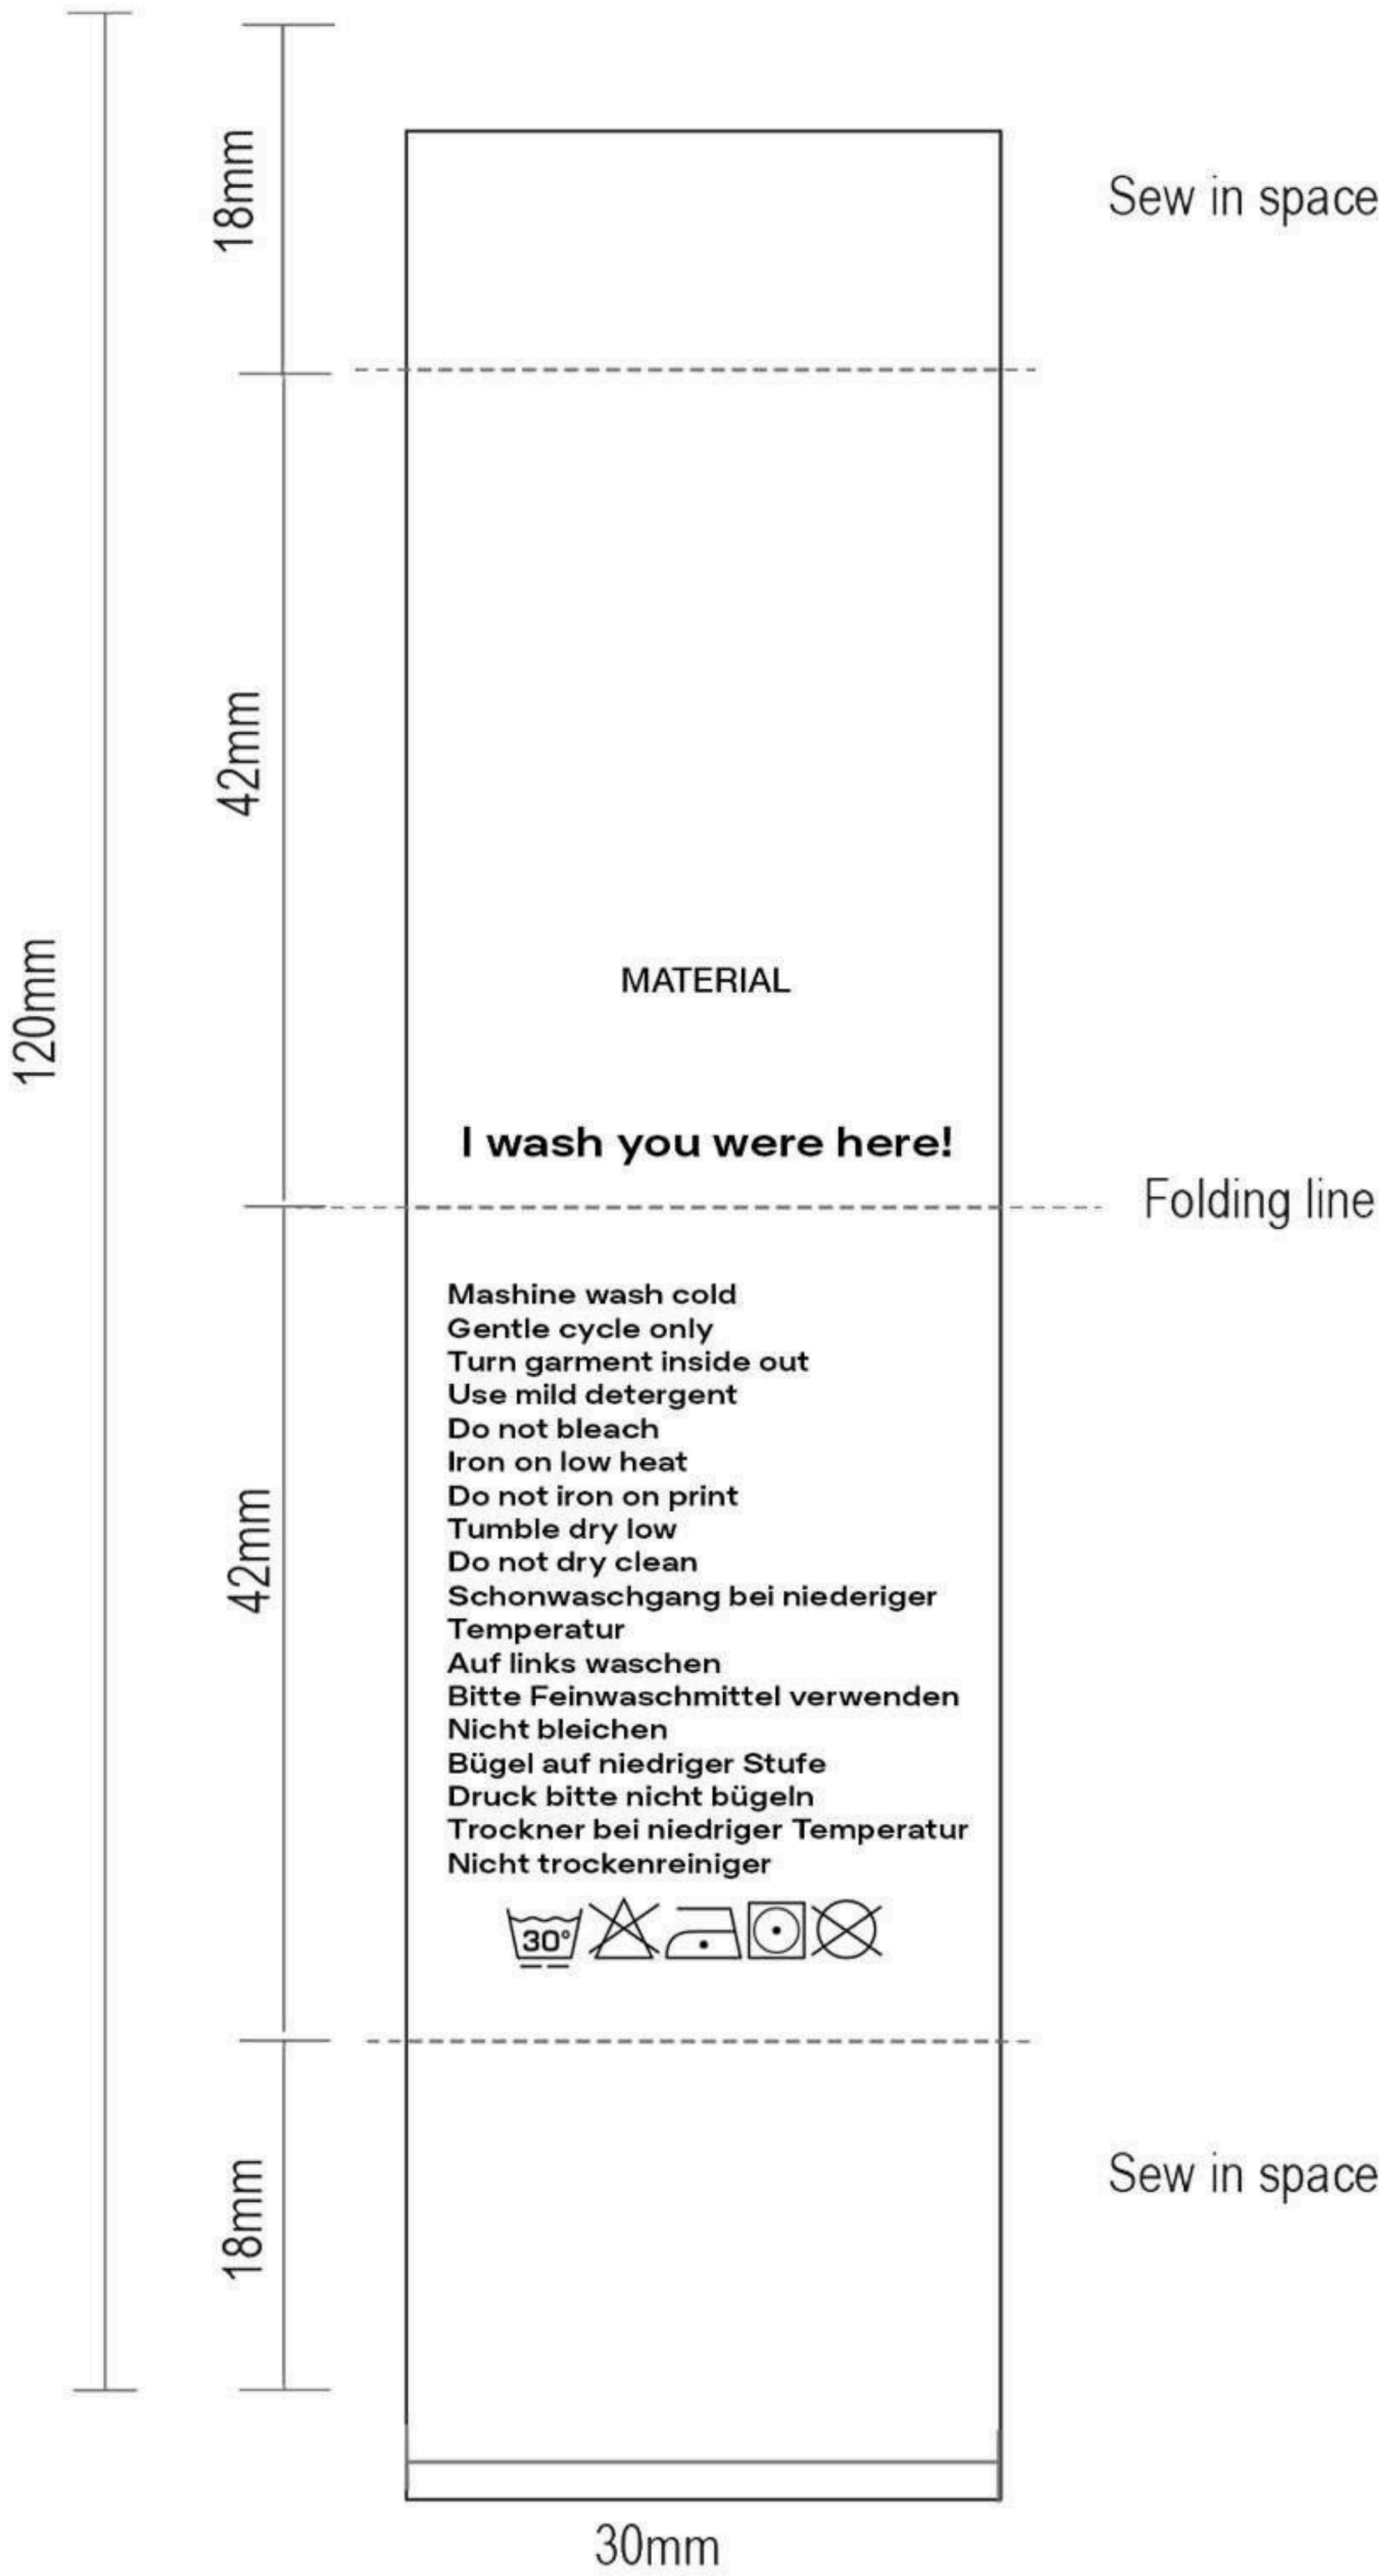 18mm
Sew in space
42mm
120mm
MATERIAL
I wash you were here!
Folding line
Mashine wash cold
Gentle cycle only
Turn garment inside out
Use mild detergent
Do not bleach
Iron on low heat
Do not iron on print
Tumble dry low
Do not dry clean
Schonwaschgang bei niederiger
Temperatur
Auf links waschen
Bitte Feinwaschmittel verwenden
Nicht bleichen
Bügel auf niedriger Stufe
Druck bitte nicht bügeln
Trockner bei niedriger Temperatur
Nicht trockenreiniger
42mm
30°
18mm
Sew in space
30mm